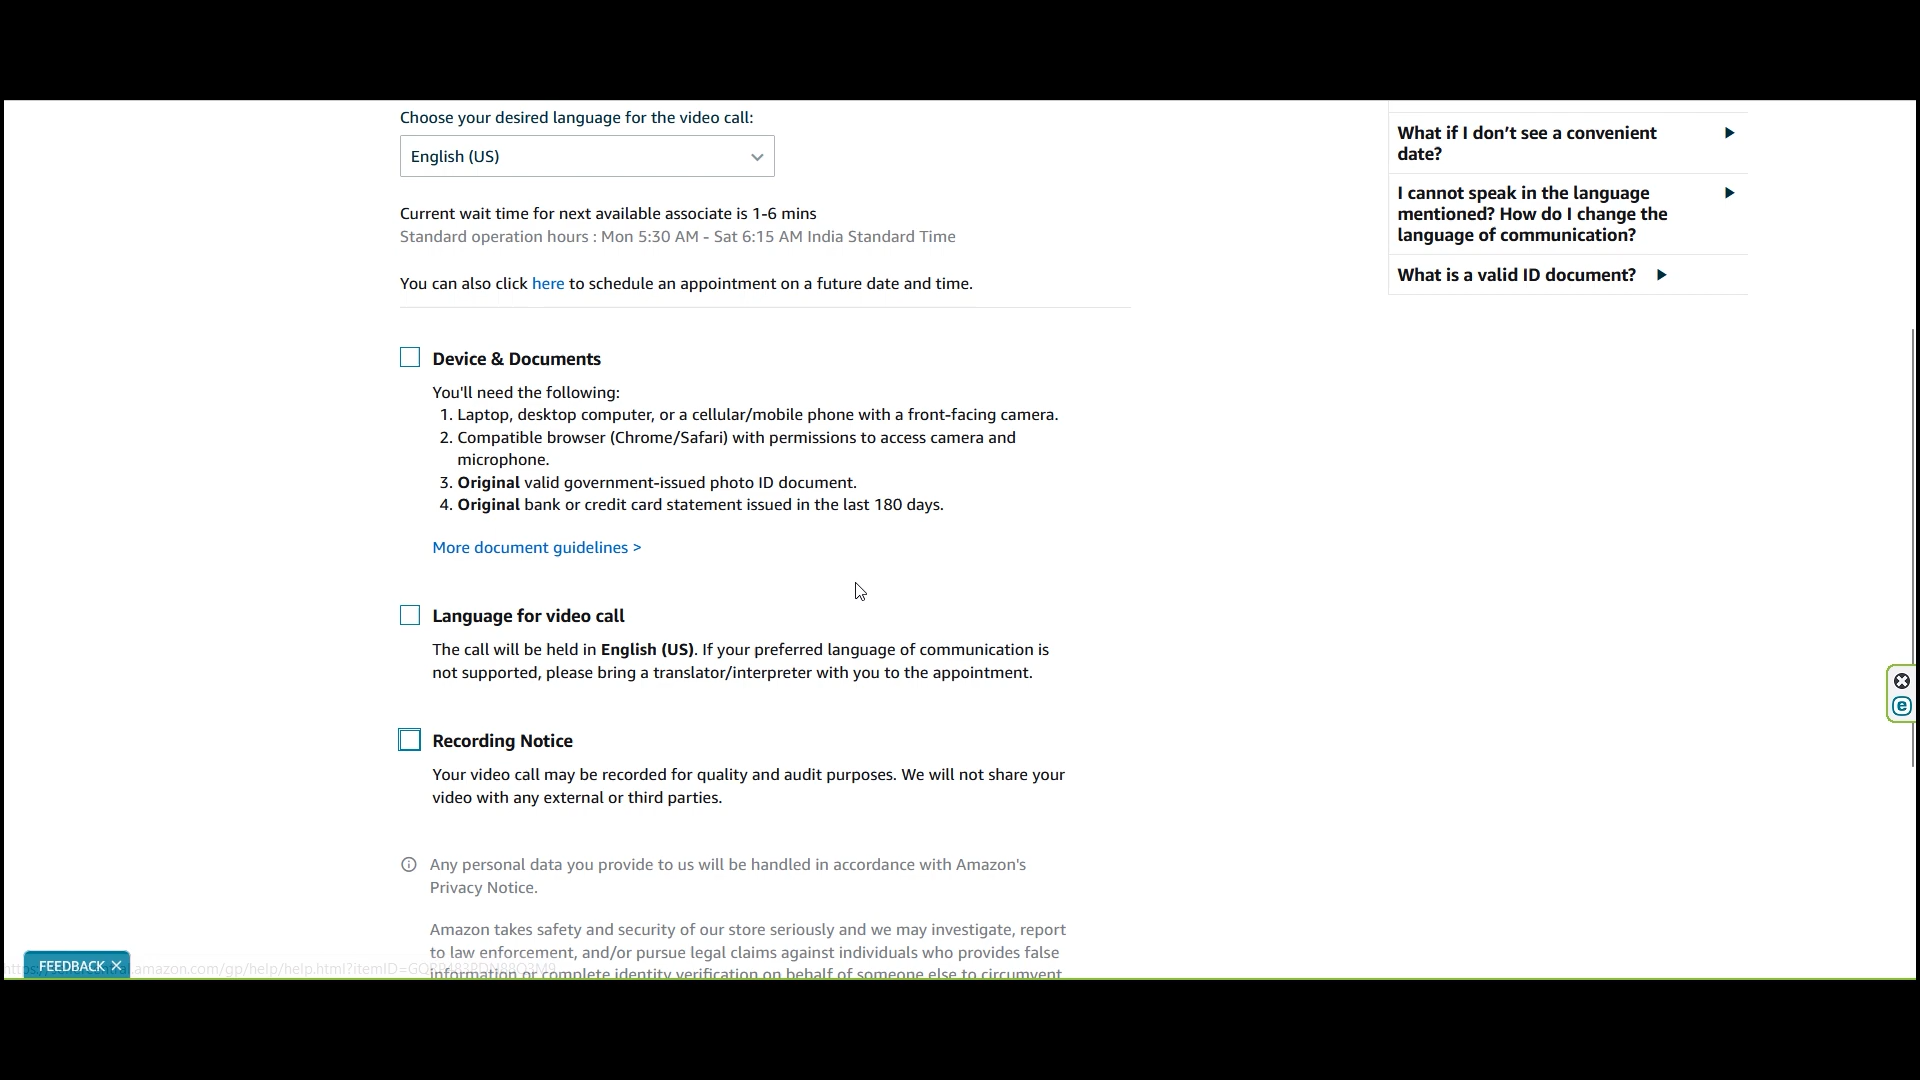 Choose your desired language for the video call:
English (US)
Current wait time for next available associate is 1-6 mins
Standard operation hours : Mon 5:30 AM - Sat 6:15 AM India Standard Time
You can also click here to schedule an appointment on a future date and time.
Device & Documents
You'll need the following:
1. Laptop, desktop computer, or a cellular/mobile phone with a front-facing camera.
2. Compatible browser (Chrome/Safari) with permissions to access camera and
microphone.
3. Original valid government-issued photo ID document.
4. Original bank or credit card statement issued in the last 180 days.
More document guidelines >
Language for video call
The call will be held in English (US). If your preferred language of communication is
not supported, please bring a translator/interpreter with you to the appointment.
Recording Notice
Your video call may be recorded for quality and audit purposes. We will not share your
video with any external or third parties.
Any personal data you provide to us will be handled in accordance with Amazon's
Privacy Notice.
Amazon takes safety and security of our store seriously and we may investigate, report
to law enforcement, and/or pursue legal claims against individuals who provides false
information or complete identity verification on behalf of someone else to circumvent
What if I don’t see a convenient
date?
I cannot speak in the language
mentioned? How do I change the
language of communication?
What is a valid ID document?
FEEDBACK
amazon.com/gp/help/help.html?itemID=